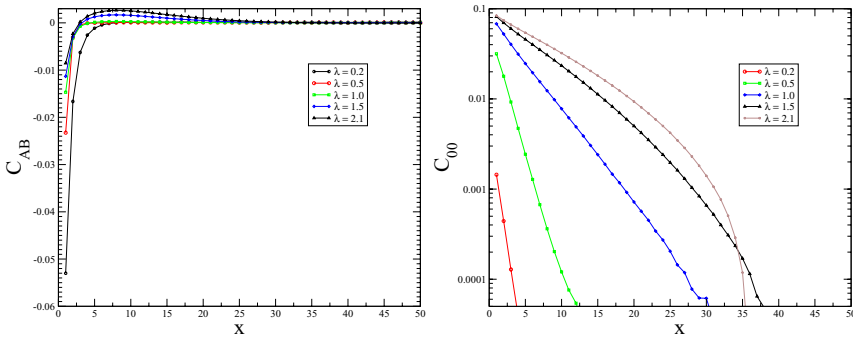 0
-0.01
-0.02
-0.03
-0.04
-0.05
-0.06
C_AB
0 5 10 15 20 25 30 35 40 45 50
x
λ = 0.2
λ = 0.5
λ = 1.0
λ = 1.5
λ = 2.1
0.1
0.01
0.001
0.0001
C_00
0 5 10 15 20 25 30 35 40 45 50
x
λ = 0.2
λ = 0.5
λ = 1.0
λ = 1.5
λ = 2.1